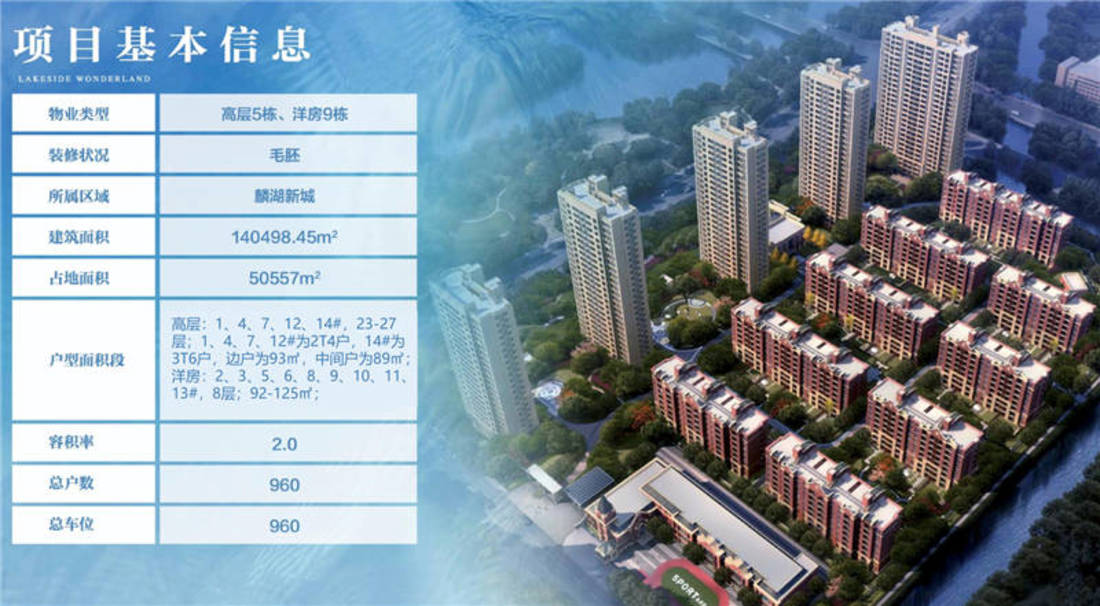 项目基本信息
LAKESIDE WONDERLAND
物业类型
高层5栋、洋房9栋
装修状况
毛胚
所属区域
麟湖新城
建筑面积
140498.45m²
占地面积
50557m²
户型面积段
高层：1、4、7、12、14#，23-27
层；1、4、7、12#为2T4户，14#为
3T6户，边户为93㎡，中间户为89㎡；
洋房：2、3、5、6、8、9、10、11、
13#，8层；92-125㎡；
容积率
2.0
总户数
960
总车位
960
SPORT